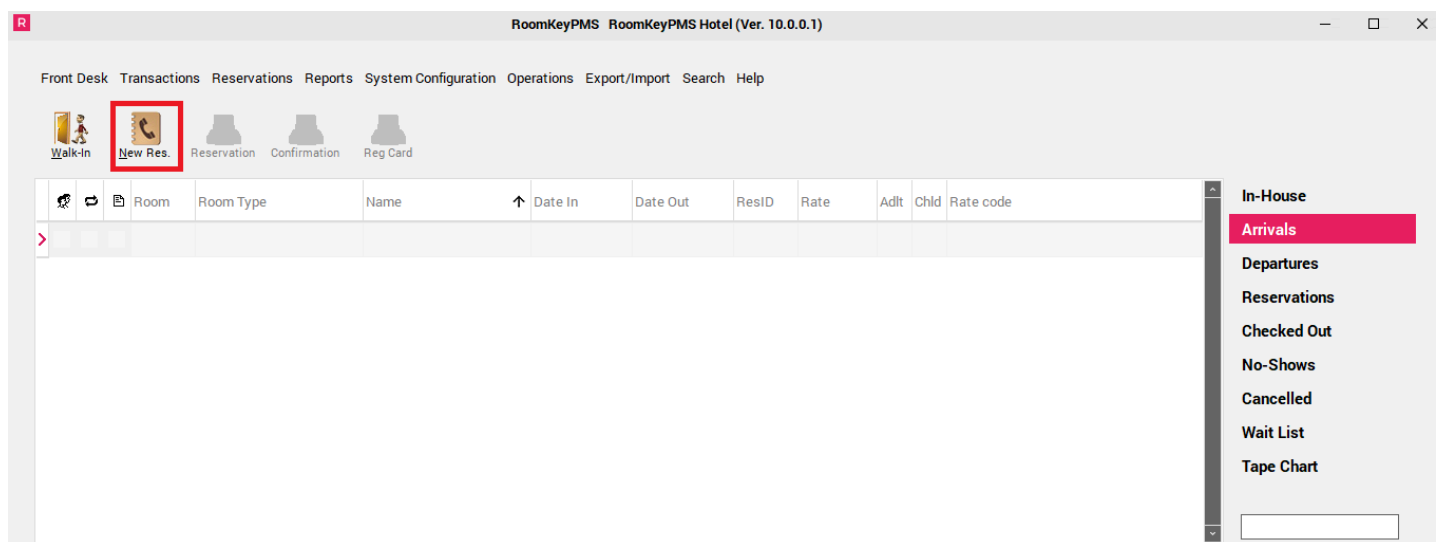 R RoomKeyPMS RoomKeyPMS Hotel (Ver. 10.0.0.1)
Front Desk Transactions Reservations Reports System Configuration Operations Export/Import Search Help
Walk-In New Res. Reservation Confirmation Reg Card
Room Room Type Name Date In Date Out ResID Rate Adlt Chld Rate code
In-House
Arrivals
Departures
Reservations
Checked Out
No-Shows
Cancelled
Wait List
Tape Chart